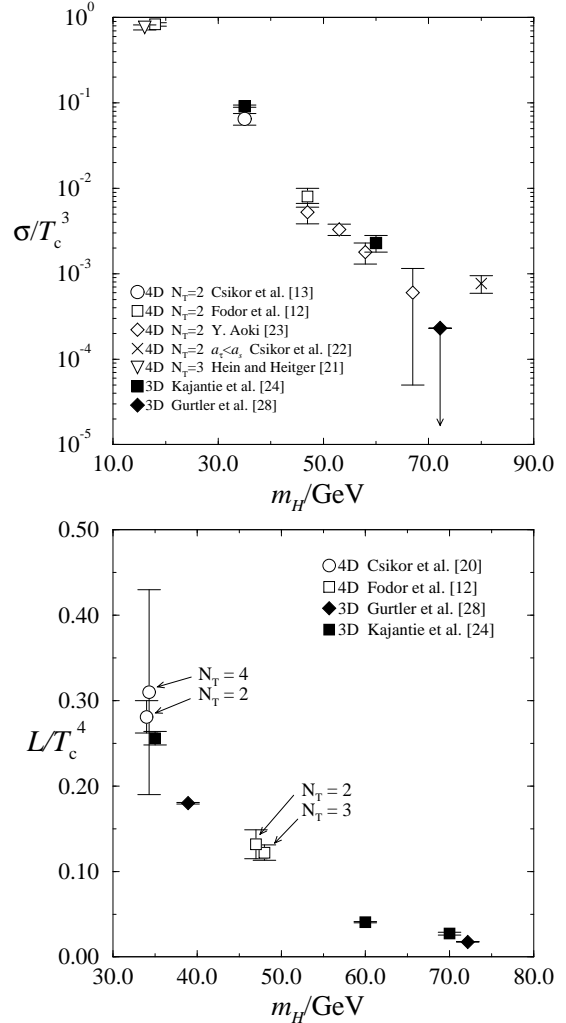 10^0
10^-1
10^-2
σ/T_c^3
10^-3
10^-4
10^-5
4D N_T=2 Csikor et al. [13]
4D N_T=2 Fodor et al. [12]
4D N_T=2 Y. Aoki [23]
4D N_T=2 a_τ<a_s Csikor et al. [22]
4D N_T=3 Hein and Heitger [21]
3D Kajantie et al. [24]
3D Gurtler et al. [28]
10.0 30.0 50.0 70.0 90.0
m_H/GeV
0.50
0.40
0.30
L/T_c^4
0.20
0.10
0.00
4D Csikor et al. [20]
4D Fodor et al. [12]
3D Gurtler et al. [28]
3D Kajantie et al. [24]
N_T = 4
N_T = 2
N_T = 2
N_T = 3
30.0 40.0 50.0 60.0 70.0 80.0
m_H/GeV